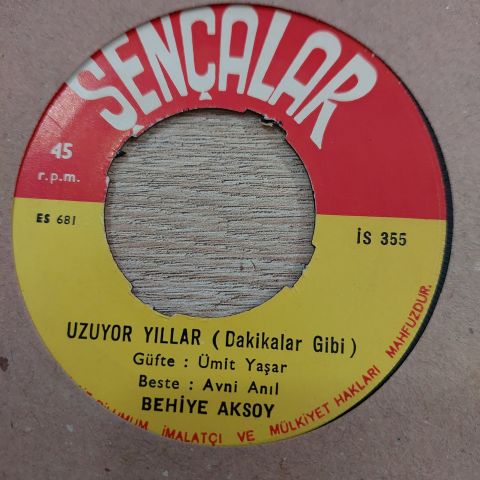 ŞENÇALAR
45
r.p.m.
ES 681
İS 355
UZUYOR YILLAR (Dakikalar Gibi)
Güfte : Ümit Yaşar
Beste : Avni Anıl
BEHİYE AKSOY
İMALATÇI VE MÜLKİYET HAKLARI MAHFUZDUR.